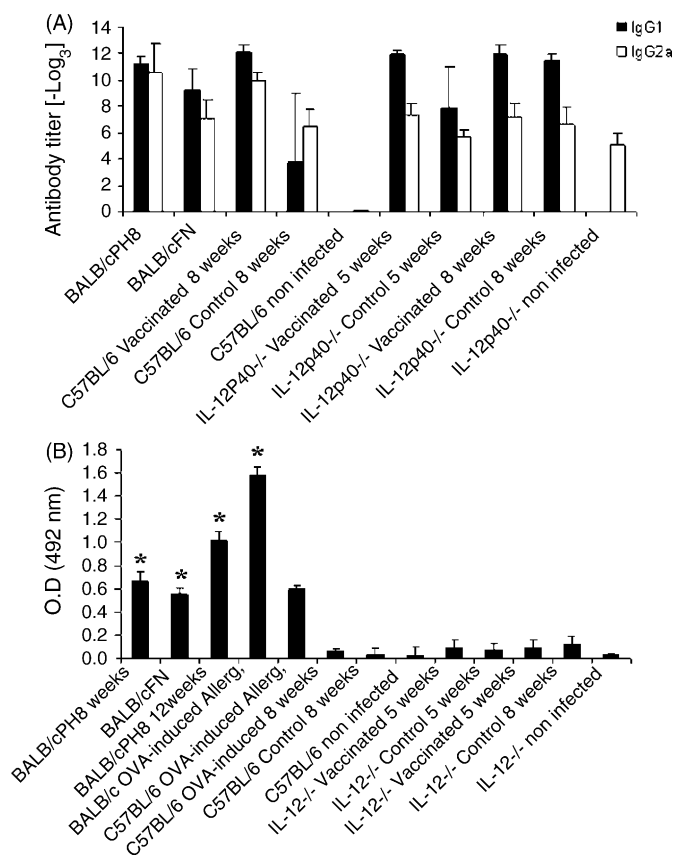 (A)
IgG1
IgG2a
Antibody titer [-Log3]
14
12
10
8
6
4
2
0
BALB/cPH8
BALB/cFN
C57BL/6 Vaccinated 8 weeks
C57BL/6 Control 8 weeks
C57BL/6 non infected
IL-12P40-/- Vaccinated 5 weeks
IL-12p40-/- Control 5 weeks
IL-12p40-/- Vaccinated 8 weeks
IL-12p40-/- Control 8 weeks
IL-12p40-/- non infected
(B)
O.D (492 nm)
1.8
1.6
1.4
1.2
1.0
0.8
0.6
0.4
0.2
0.0
*
*
*
*
BALB/cPH8 weeks
BALB/cFN
BALB/cPH8 12weeks
BALB/c OVA-induced Allerg,
C57BL/6 OVA-induced Allerg,
C57BL/6 OVA-induced 8 weeks
C57BL/6 Control 8 weeks
C57BL/6 non infected
IL-12-/- Vaccinated 5 weeks
IL-12-/- Control 5 weeks
IL-12-/- Vaccinated 5 weeks
IL-12-/- Control 8 weeks
IL-12-/- non infected